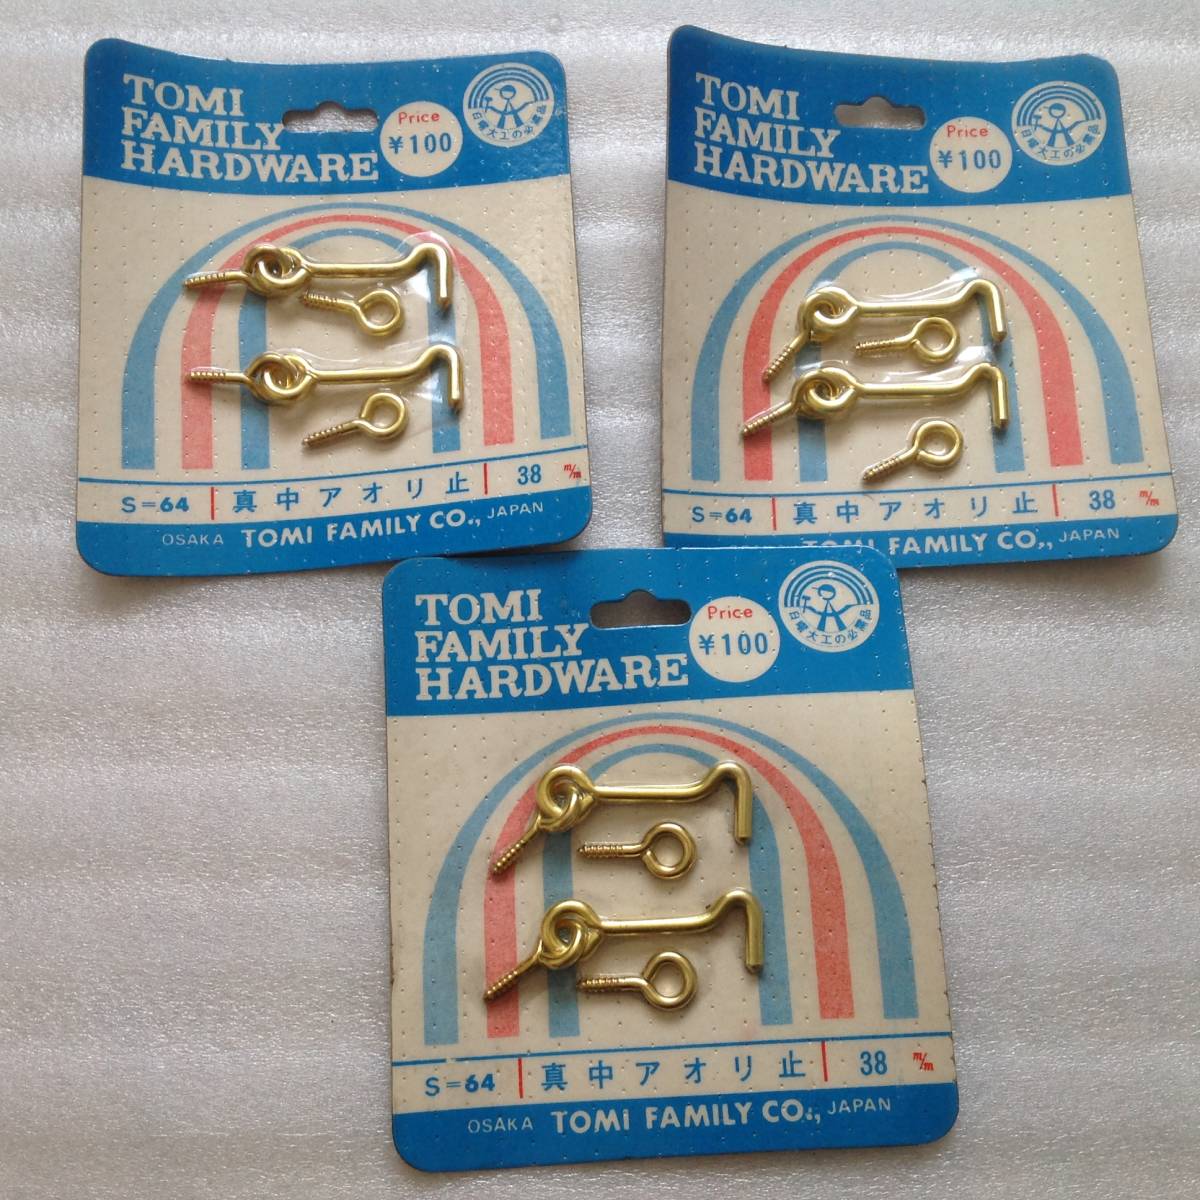 TOMI
FAMILY
HARDWARE
Price
¥100
日曜大工の必需品
S=64
真中アオリ止
38 m/m
OSAKA TOMI FAMILY CO., JAPAN
TOMI
FAMILY
HARDWARE
Price
¥100
日曜大工の必需品
S=64
真中アオリ止
38 m/m
TOMI FAMILY CO., JAPAN
TOMI
FAMILY
HARDWARE
Price
¥100
日曜大工の必需品
S=64
真中アオリ止
38 m/m
OSAKA TOMI FAMILY CO., JAPAN